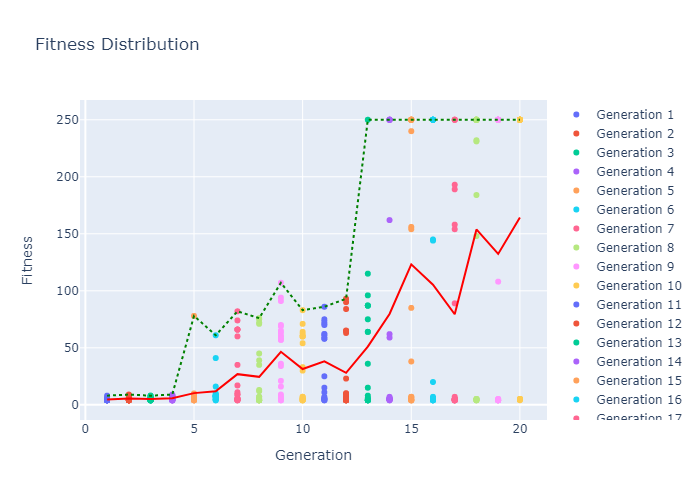 Fitness Distribution
250
200
150
100
50
0
Fitness
0
5
10
15
20
Generation
Generation 1
Generation 2
Generation 3
Generation 4
Generation 5
Generation 6
Generation 7
Generation 8
Generation 9
Generation 10
Generation 11
Generation 12
Generation 13
Generation 14
Generation 15
Generation 16
Generation 17